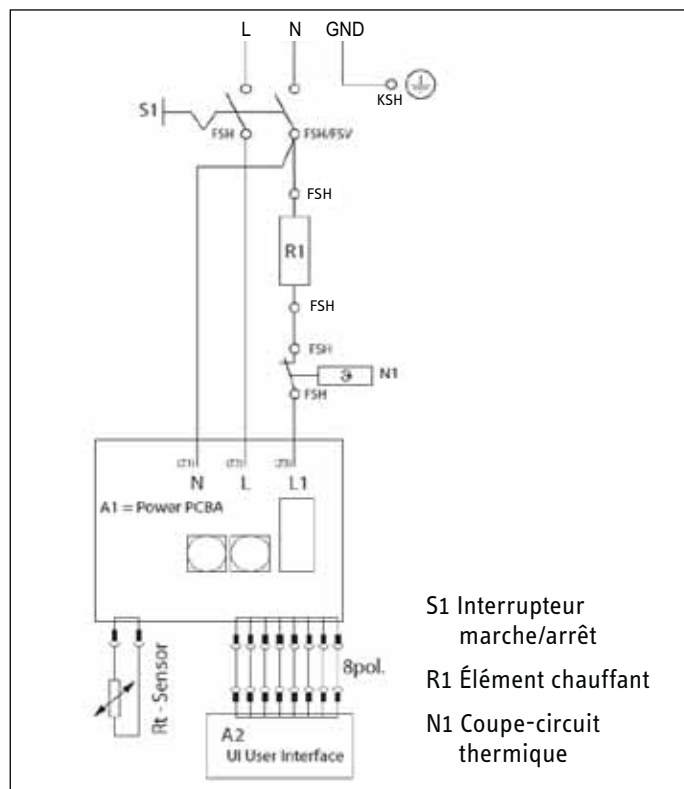 L N GND
KSH
S1
FSH FSH/FSV
FSH
R1
FSH
FSH
N1
FSH
N L L1
A1 = Power PCBA
Rt - Sensor
8pol.
A2
UI User Interface
S1 Interrupteur
marche/arrêt
R1 Élément chauffant
N1 Coupe-circuit
thermique